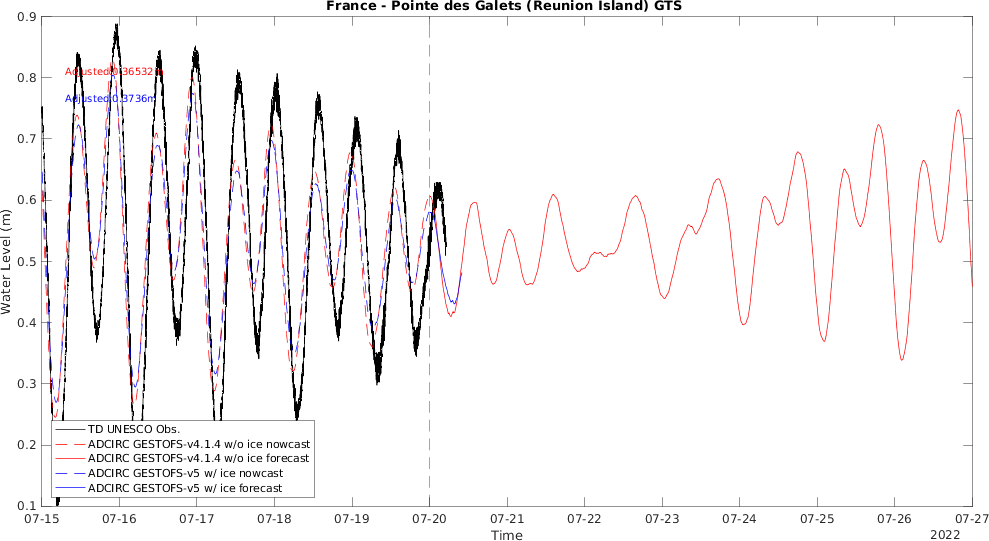 France - Pointe des Galets (Reunion Island) GTS
0.9
0.8
0.7
0.6
0.5
0.4
0.3
0.2
0.1
Water Level (m)
Adjusted:0.36532m
Adjusted:0.3736m
TD UNESCO Obs.
ADCIRC GESTOFS-v4.1.4 w/o ice nowcast
ADCIRC GESTOFS-v4.1.4 w/o ice forecast
ADCIRC GESTOFS-v5 w/ ice nowcast
ADCIRC GESTOFS-v5 w/ ice forecast
07-15 07-16 07-17 07-18 07-19 07-20 07-21 07-22 07-23 07-24 07-25 07-26 07-27
Time
2022